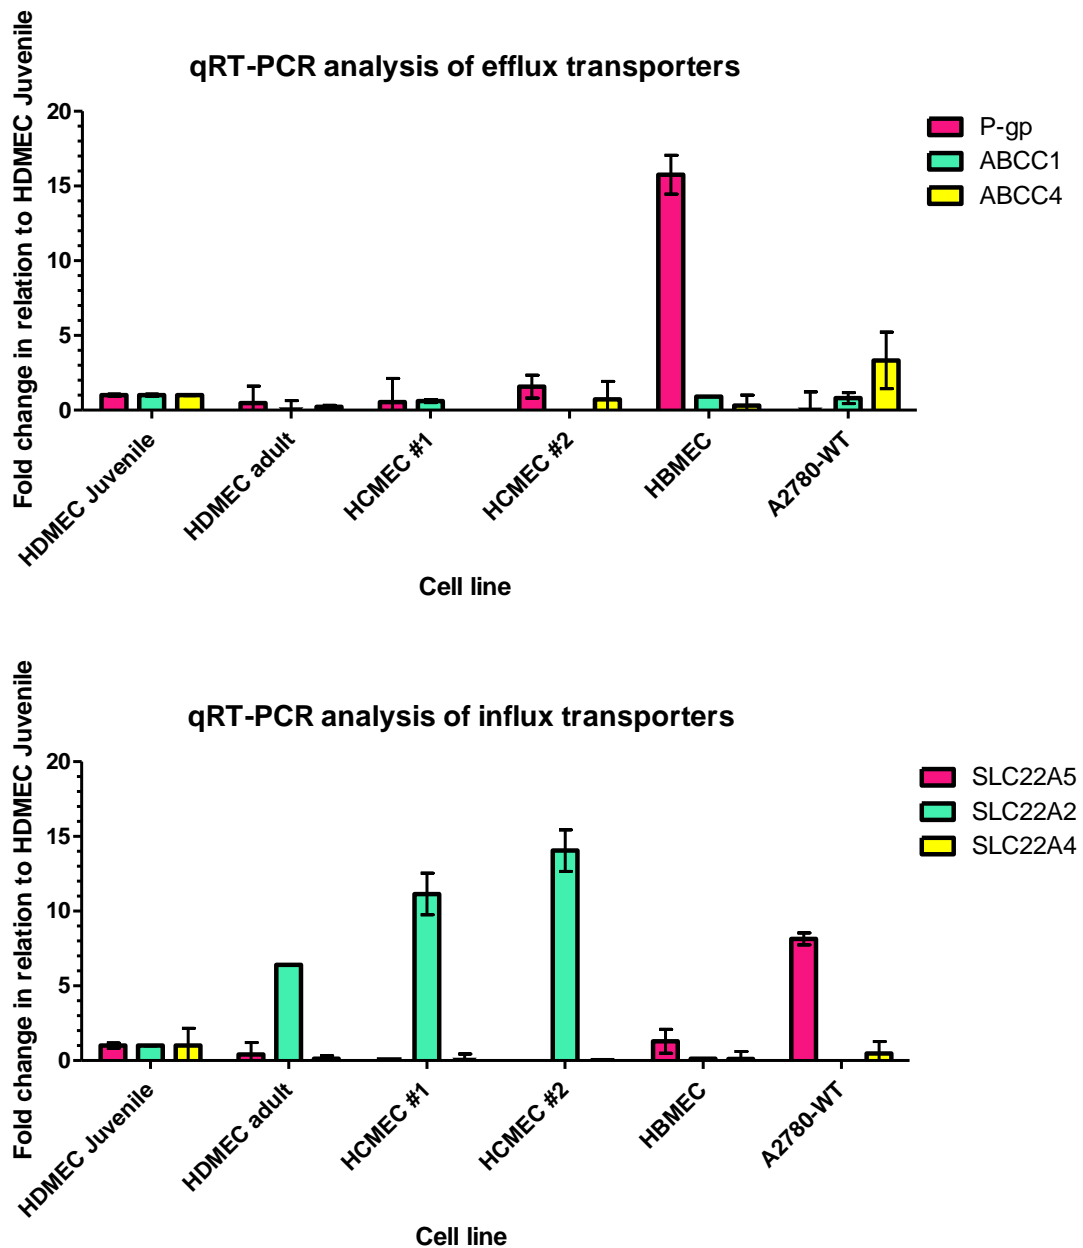 qRT-PCR analysis of efflux transporters
Fold change in relation to HDMEC Juvenile
20
15
10
5
0
P-gp
ABCC1
ABCC4
HDMEC Juvenile
HDMEC adult
HCMEC #1
HCMEC #2
HBMEC
A2780-WT
Cell line
qRT-PCR analysis of influx transporters
Fold change in relation to HDMEC Juvenile
20
15
10
5
0
SLC22A5
SLC22A2
SLC22A4
HDMEC Juvenile
HDMEC adult
HCMEC #1
HCMEC #2
HBMEC
A2780-WT
Cell line